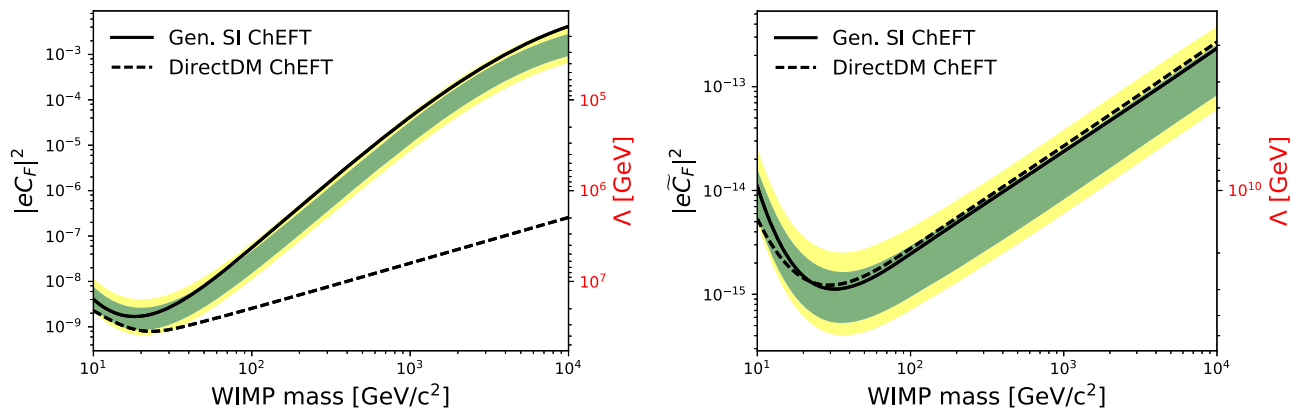 Gen. SI ChEFT
DirectDM ChEFT
|eC_F|^2
10^-3
10^-4
10^-5
10^-6
10^-7
10^-8
10^-9
10^5
10^6
10^7
Λ [GeV]
10^1 10^2 10^3 10^4
WIMP mass [GeV/c^2]
Gen. SI ChEFT
DirectDM ChEFT
|eC̃_F|^2
10^-13
10^-14
10^-15
10^10
Λ [GeV]
10^1 10^2 10^3 10^4
WIMP mass [GeV/c^2]